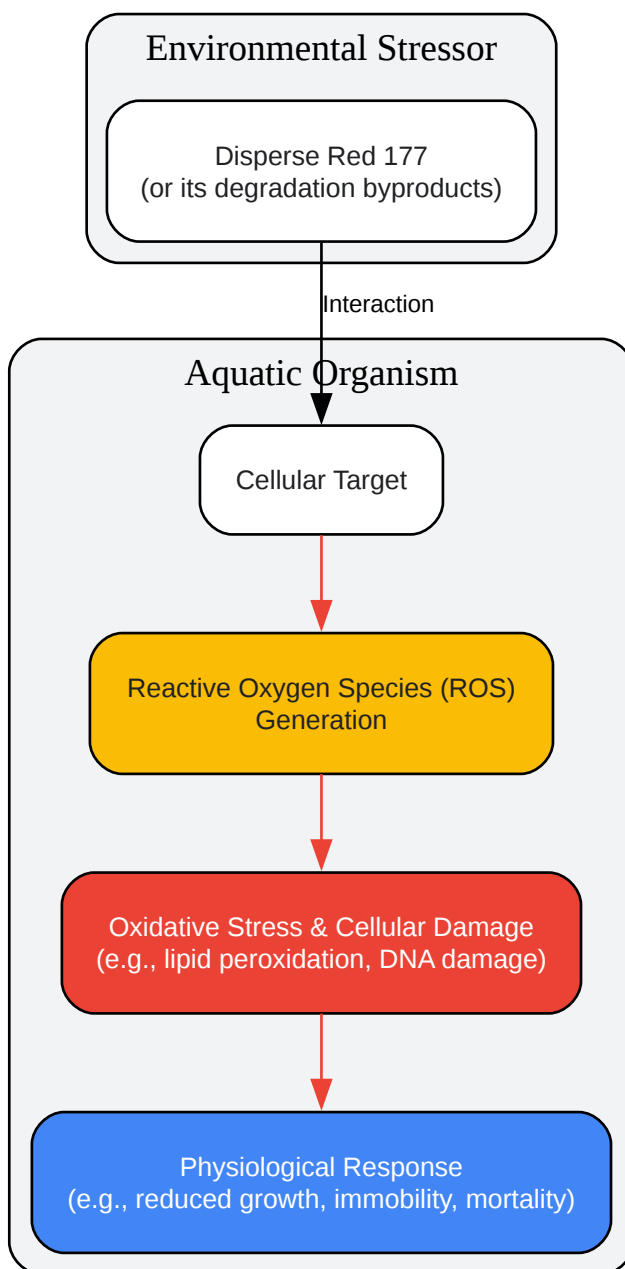 Environmental Stressor
Disperse Red 177
(or its degradation byproducts)
Interaction
Aquatic Organism
Cellular Target
Reactive Oxygen Species (ROS)
Generation
Oxidative Stress & Cellular Damage
(e.g., lipid peroxidation, DNA damage)
Physiological Response
(e.g., reduced growth, immobility, mortality)